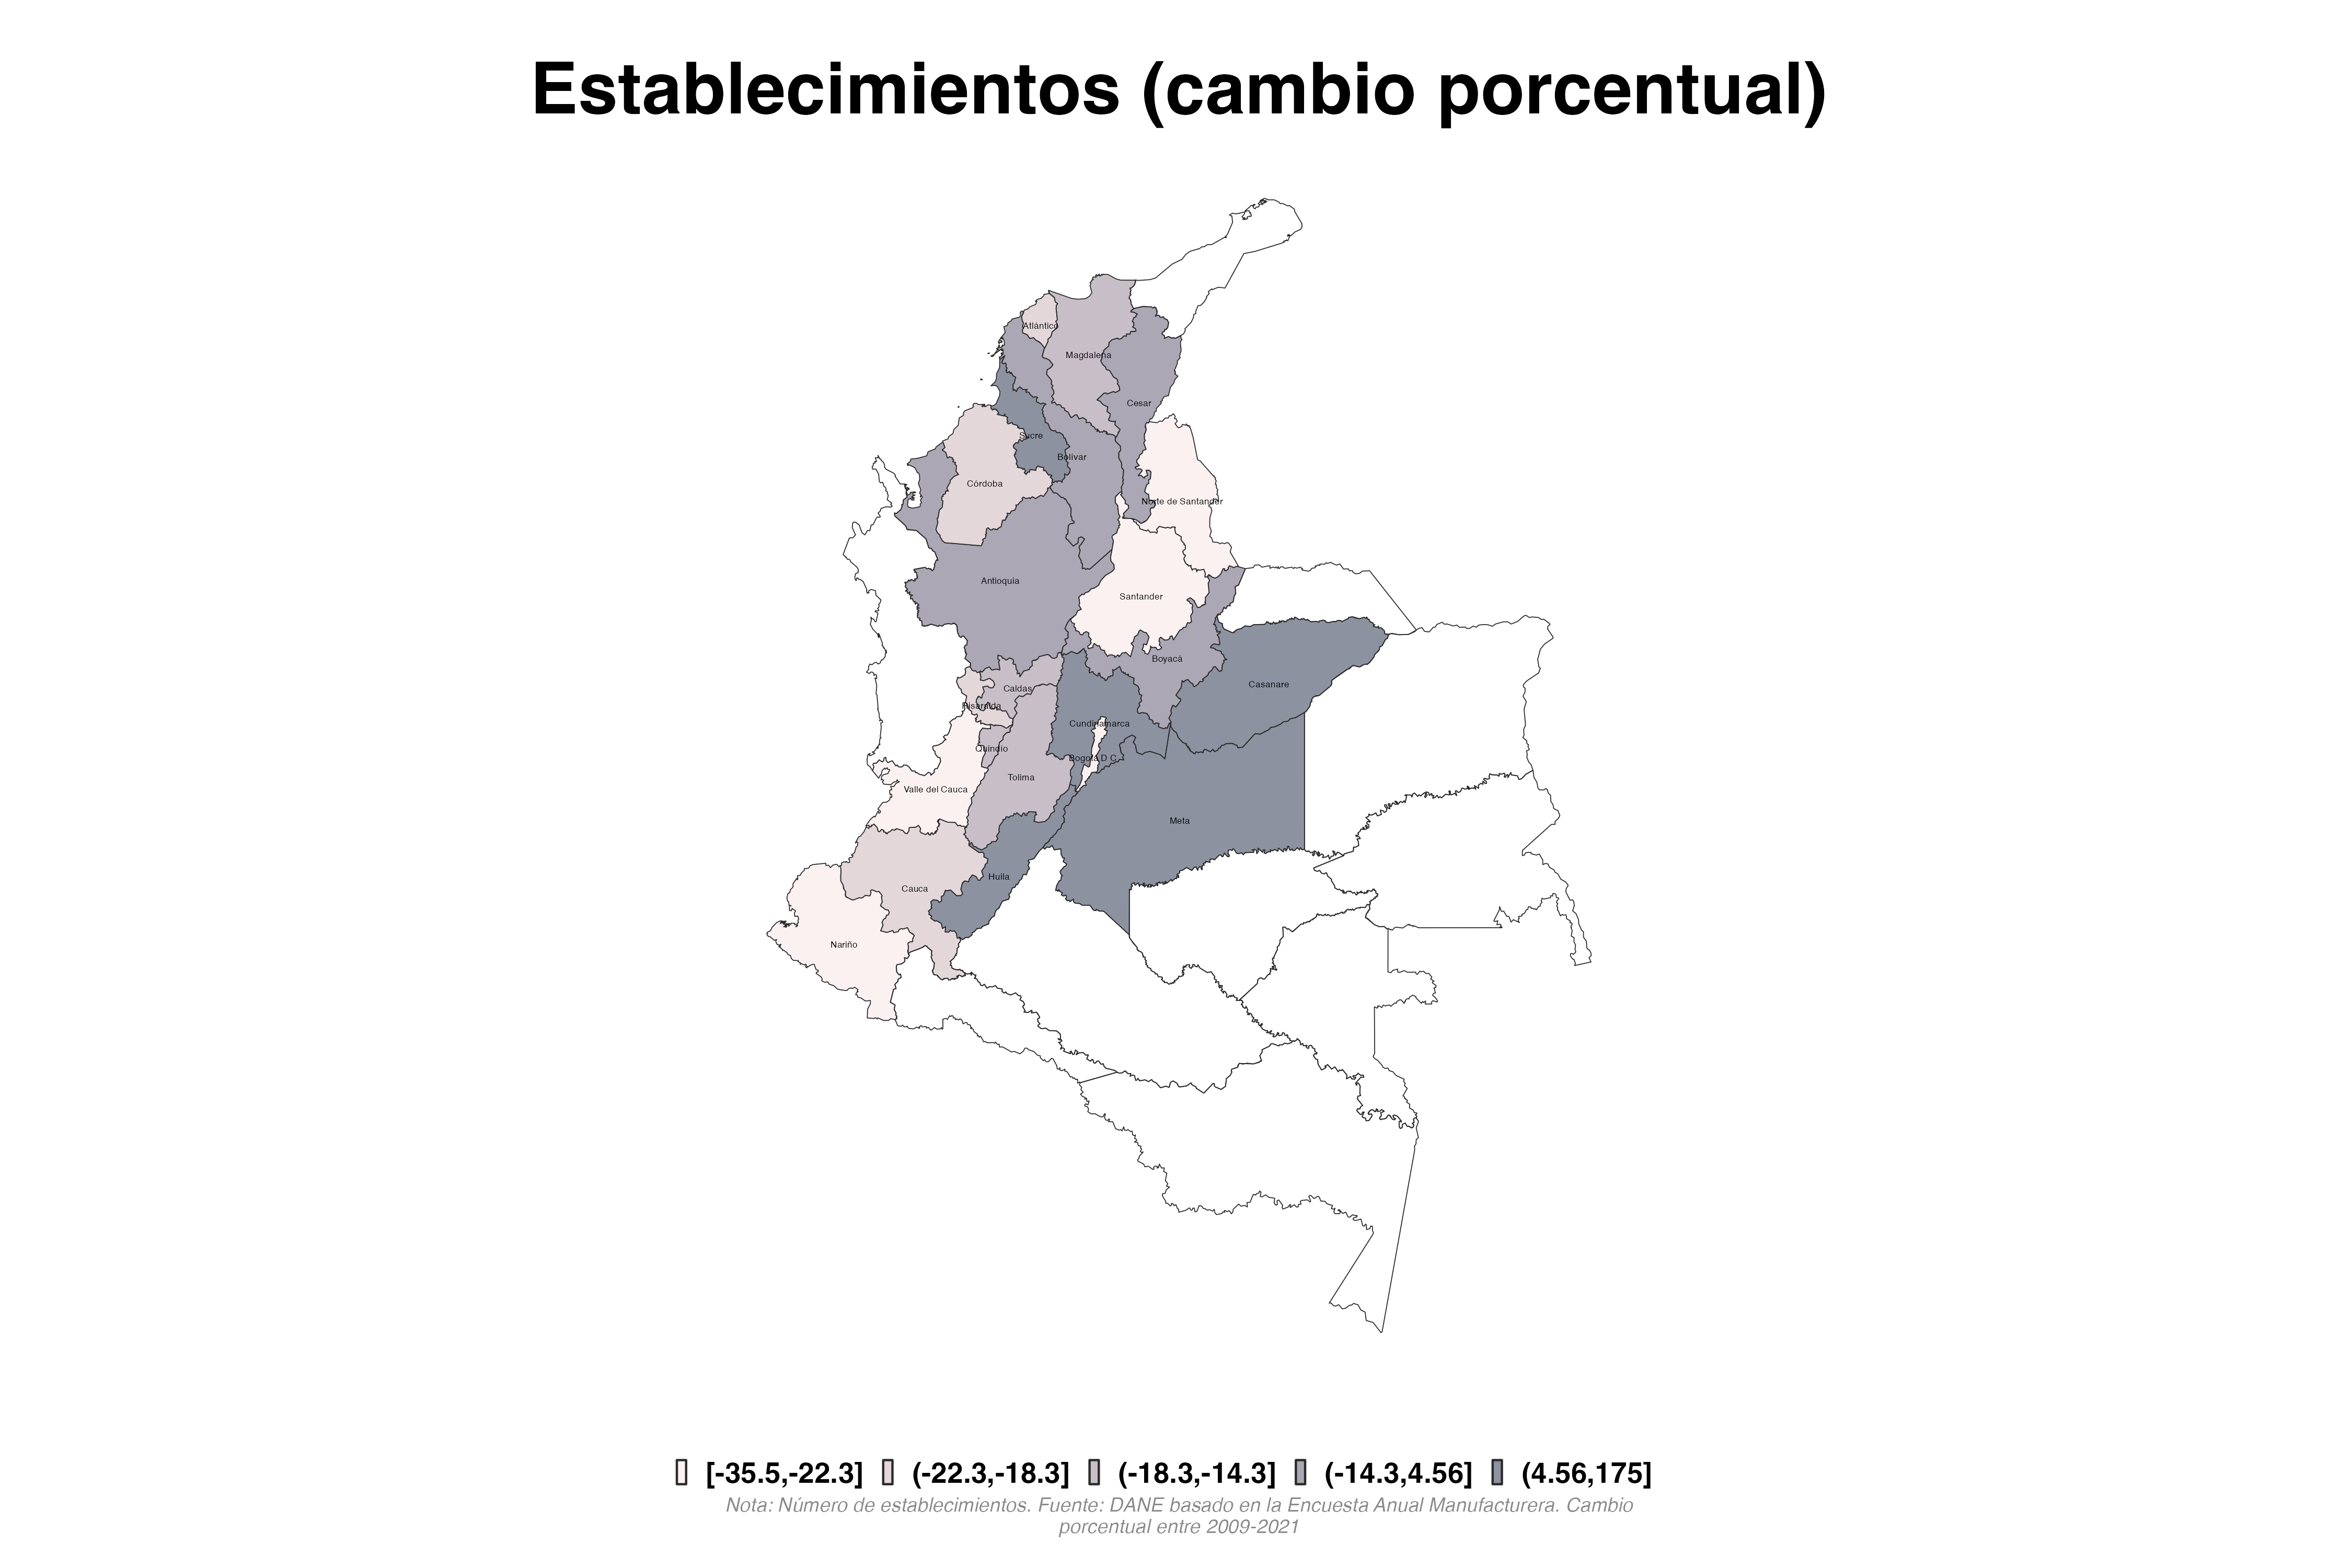 Establecimientos (cambio porcentual)
Atlántico
Magdalena
Cesar
Sucre
Bolívar
Córdoba
Norte de Santander
Antioquia
Santander
Boyacá
Casanare
Caldas
Risaralda
Cundinamarca
Quindío
Bogotá D C.
Tolima
Valle del Cauca
Meta
Huila
Cauca
Nariño
[-35.5,-22.3] (-22.3,-18.3] (-18.3,-14.3] (-14.3,4.56] (4.56,175]
Nota: Número de establecimientos. Fuente: DANE basado en la Encuesta Anual Manufacturera. Cambio
porcentual entre 2009-2021